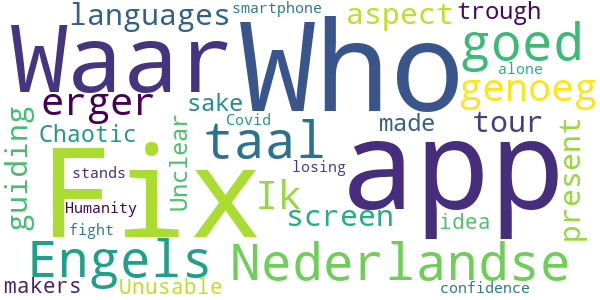 languages smartphone aspect trough
Waar Who goed
alone
erger sake genoeg
Chaotic Covid taal made tour
guiding Unclear losing app present
stands Fix Ik screen idea
Humanity
fight
Engels Nederlandse
makers Unusable confidence